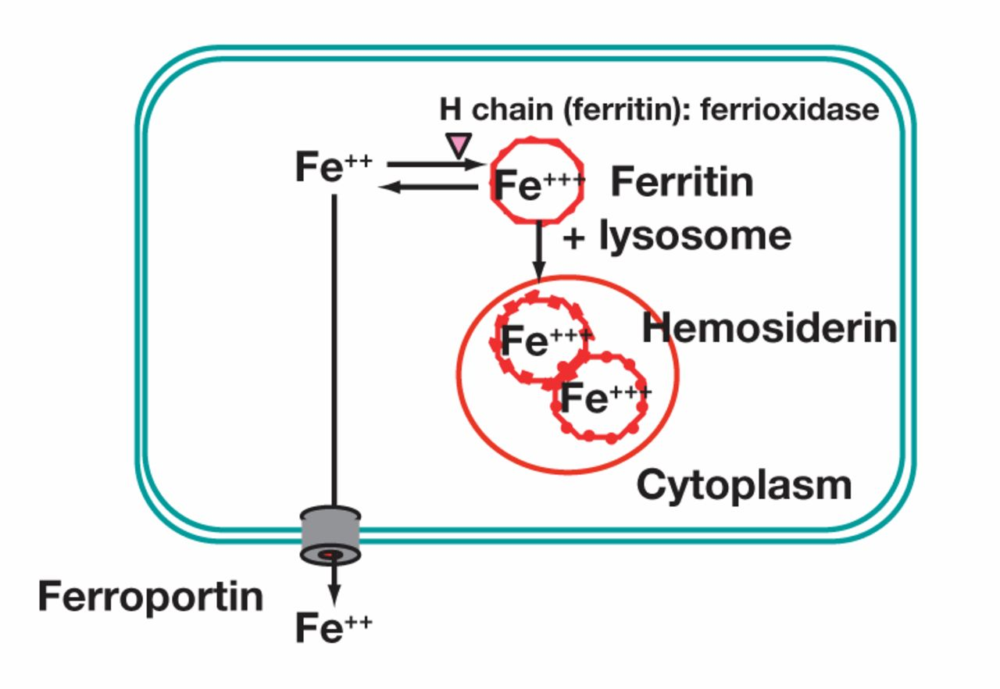 H chain (ferritin): ferrioxidase
Fe++
Fe+++
Ferritin
+ lysosome
Fe+++
Hemosiderin
Fe+++
Cytoplasm
Ferroportin
Fe++